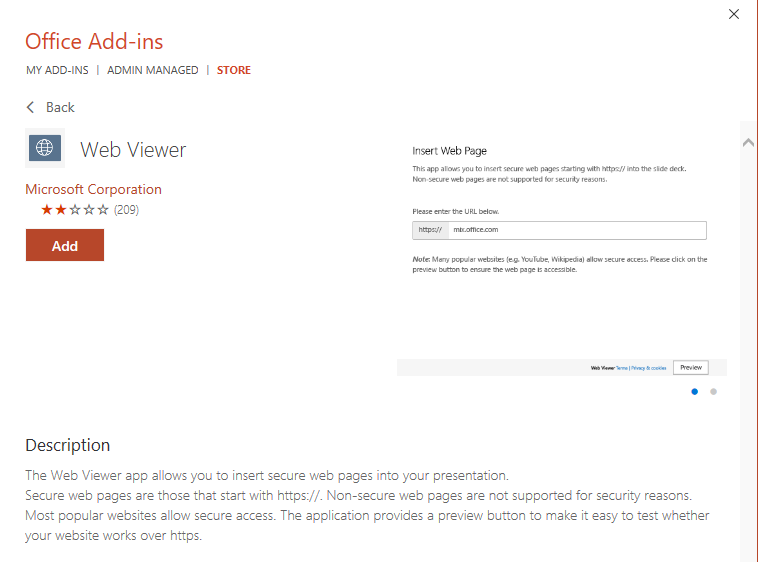 Office Add-ins
MY ADD-INS | ADMIN MANAGED | STORE
Back
Web Viewer
Microsoft Corporation
(209)
Add
Insert Web Page
This app allows you to insert secure web pages starting with https:// into the slide deck.
Non-secure web pages are not supported for security reasons.
Please enter the URL below.
https:// mix.office.com
Note: Many popular websites (e.g. YouTube, Wikipedia) allow secure access. Please click on the
preview button to ensure the web page is accessible.
Web Viewer Terms | Privacy & cookies Preview
Description
The Web Viewer app allows you to insert secure web pages into your presentation.
Secure web pages are those that start with https://. Non-secure web pages are not supported for security reasons.
Most popular websites allow secure access. The application provides a preview button to make it easy to test whether
your website works over https.